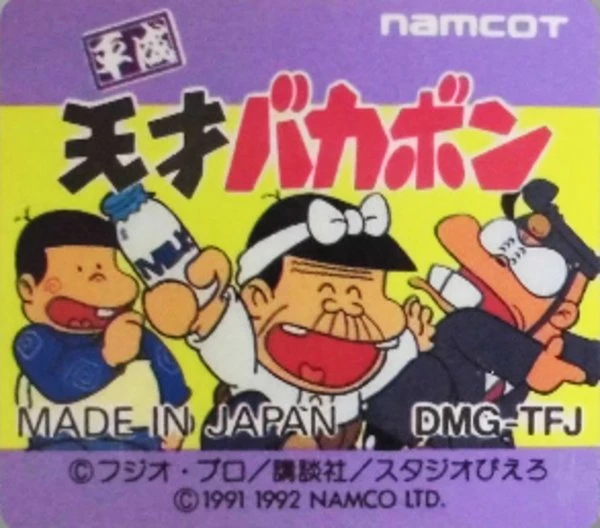 namcot
平成
天才バカボン
MILK
MADE IN JAPAN DMG-TFJ
©フジオ・プロ/講談社/スタジオぴえろ
©1991 1992 NAMCO LTD.